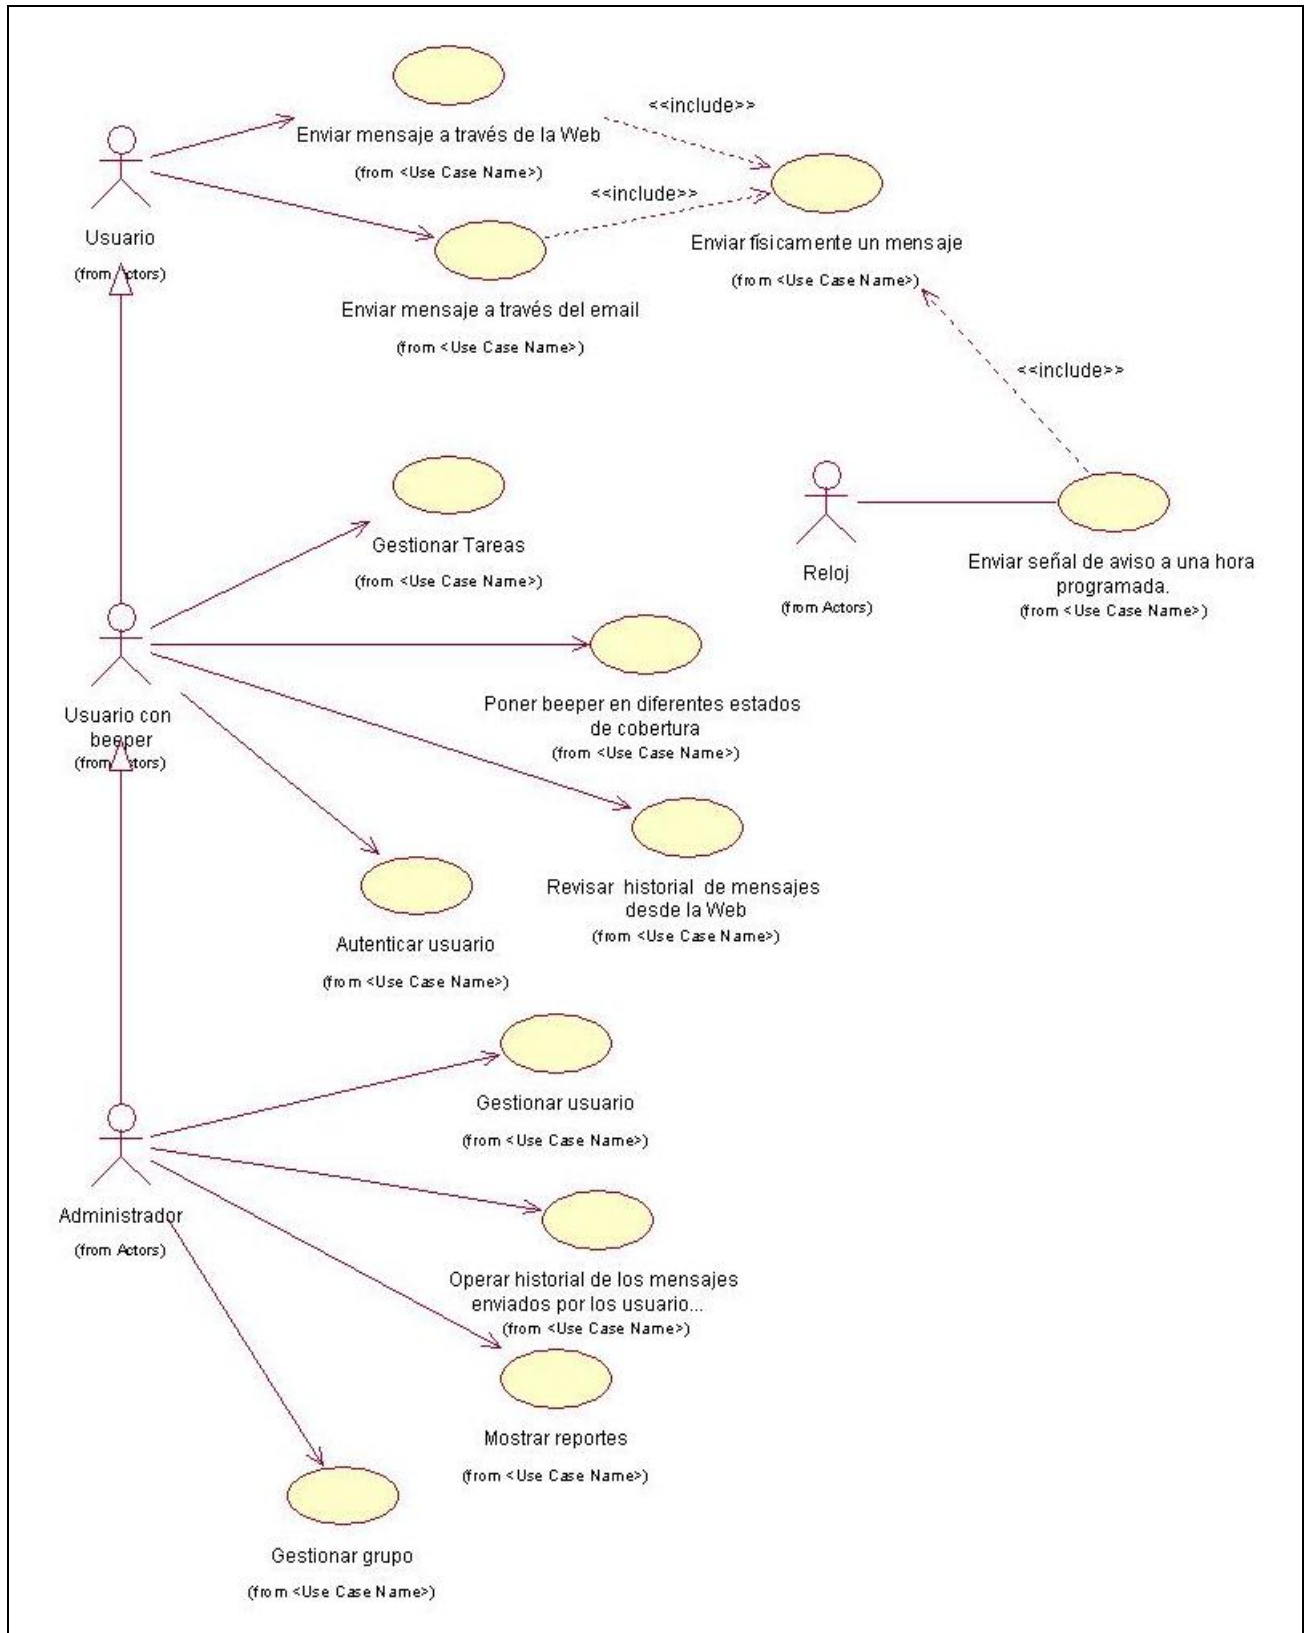 <<include>>
Enviar mensaje a través de la Web
(from <Use Case Name>)
<<include>>
Usuario
(from Actors)
Enviar físicamente un mensaje
(from <Use Case Name>)
Enviar mensaje a través del email
(from <Use Case Name>)
<<include>>
Gestionar Tareas
(from <Use Case Name>)
Reloj
(from Actors)
Enviar señal de aviso a una hora
programada.
(from <Use Case Name>)
Usuario con
beeper
(from Actors)
Poner beeper en diferentes estados
de cobertura
(from <Use Case Name>)
Revisar historial de mensajes
desde la Web
(from <Use Case Name>)
Autenticar usuario
(from <Use Case Name>)
Gestionar usuario
(from <Use Case Name>)
Administrador
(from Actors)
Operar historial de los mensajes
enviados por los usuario...
(from <Use Case Name>)
Mostrar reportes
(from <Use Case Name>)
Gestionar grupo
(from <Use Case Name>)